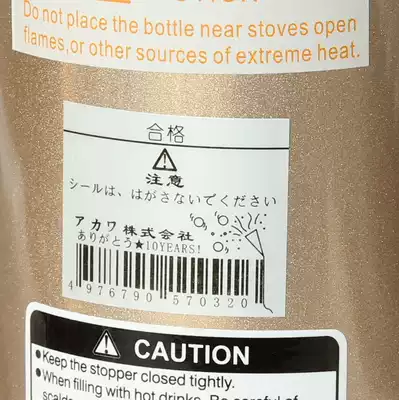 Do not place the bottle near stoves open
flames,or other sources of extreme heat.
合格
注意
シールは、はがさないでください
アカワ株式会社
ありがとう★10YEARS!
4 976790 570320
CAUTION
●Keep the stopper closed tightly.
●When filling with hot drinks, Be careful of